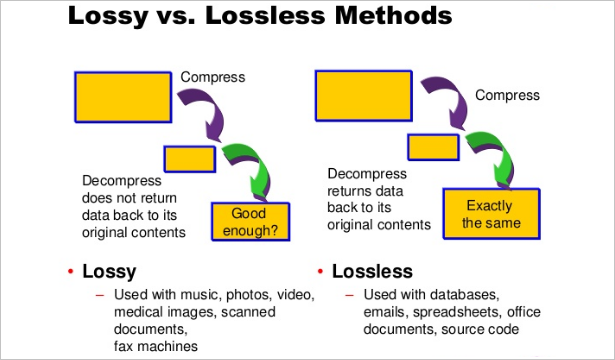 Lossy vs. Lossless Methods
Compress
Decompress
does not return
data back to its
original contents
Good
enough?
Compress
Decompress
returns data
back to its
original contents
Exactly
the same
• Lossy
– Used with music, photos, video,
medical images, scanned
documents,
fax machines
• Lossless
– Used with databases,
emails, spreadsheets, office
documents, source code